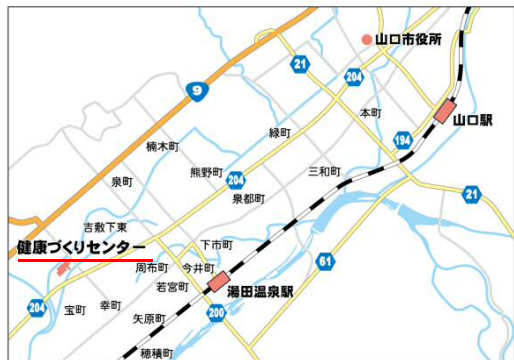 山口市役所
21
204
9
本町
山口駅
緑町
194
楠木町
熊野町
三和町
泉町
204
泉都町
21
吉敷下東
健康づくりセンター
下市町
周布町
今井町
61
若宮町
湯田温泉駅
204
宝町
幸町
矢原町
200
穂積町